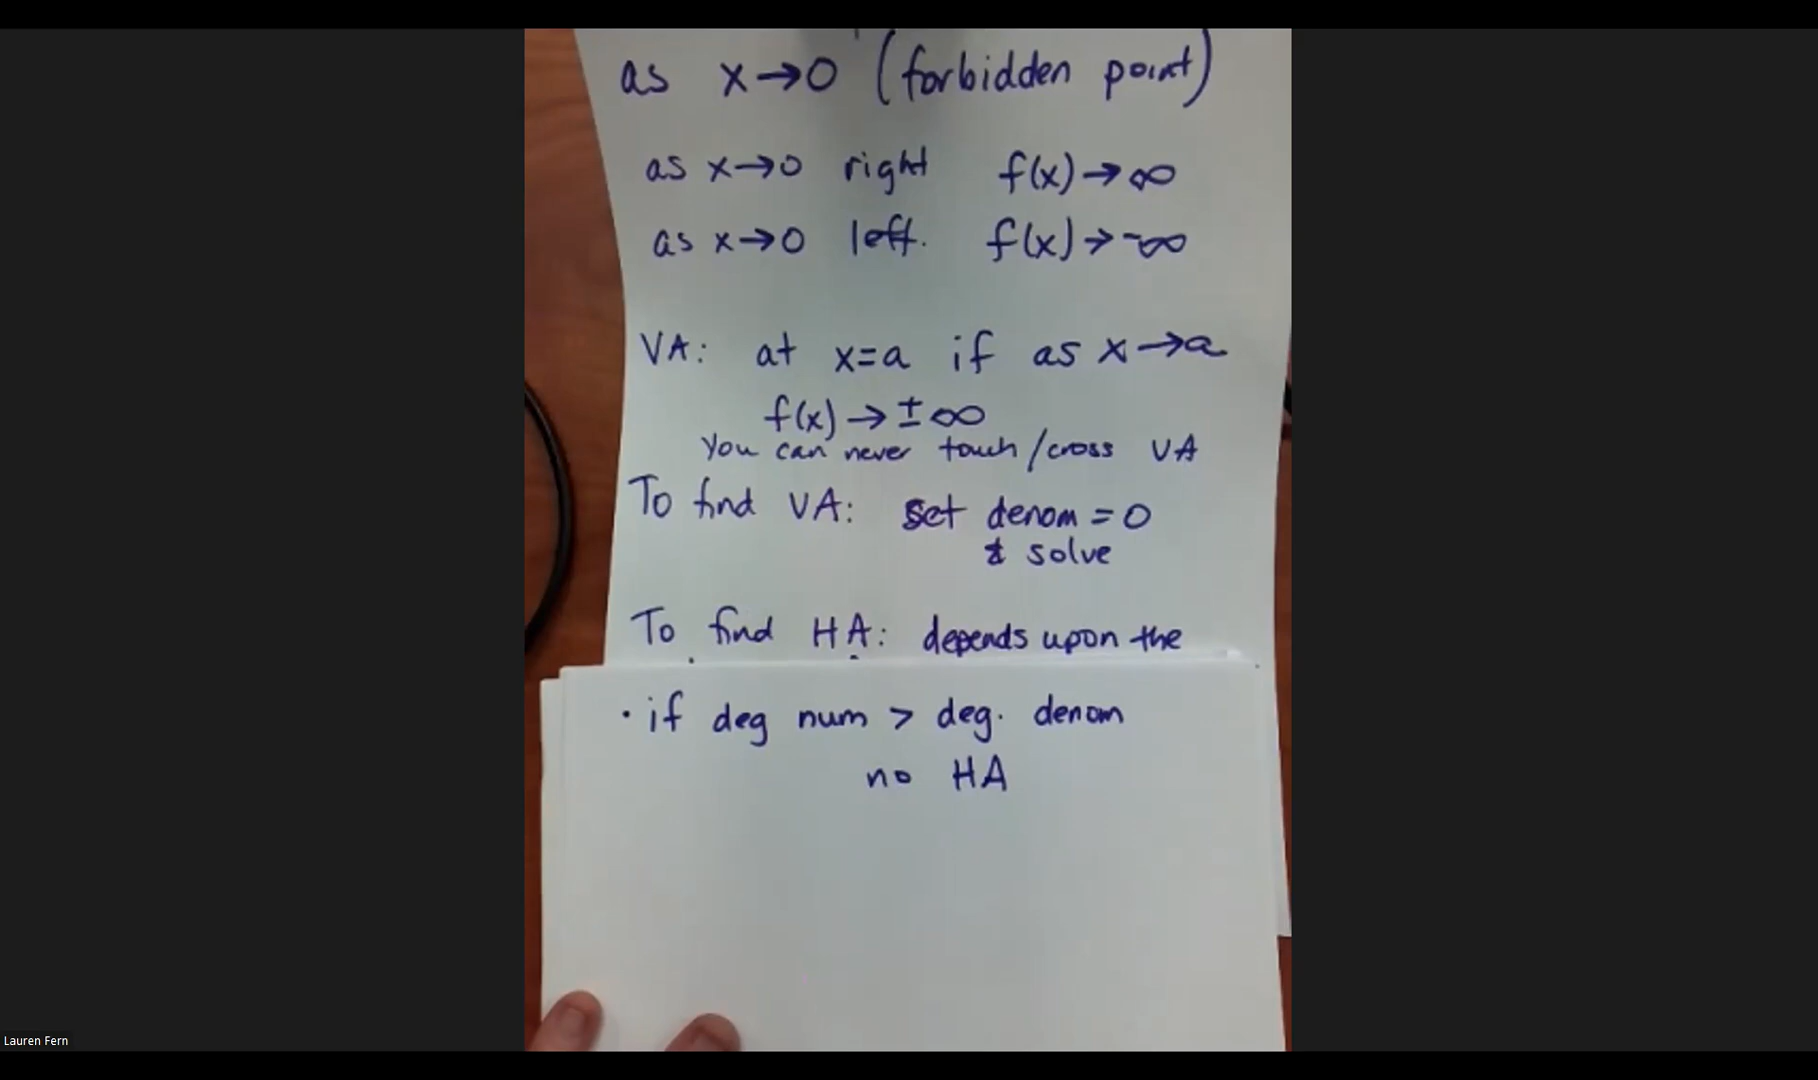 as x→0 (forbidden point)
as x→0 right f(x)→∞
as x→0 left. f(x)→-∞
VA: at x=a if as x→a
f(x)→±∞
You can never touch/cross VA
To find VA: set denom = 0
& solve
To find HA: depends upon the
• if deg num > deg. denom
no HA
Lauren Fern